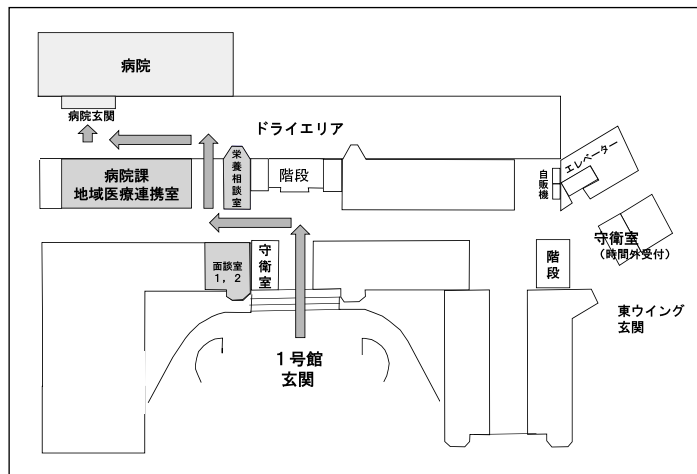 病院
病院玄関
ドライエリア
病院課
地域医療連携室
栄養相談室
階段
自販機
エレベーター
守衛室
（時間外受付）
面談室
１，２
守衛室
階段
東ウイング
玄関
１号館
玄関